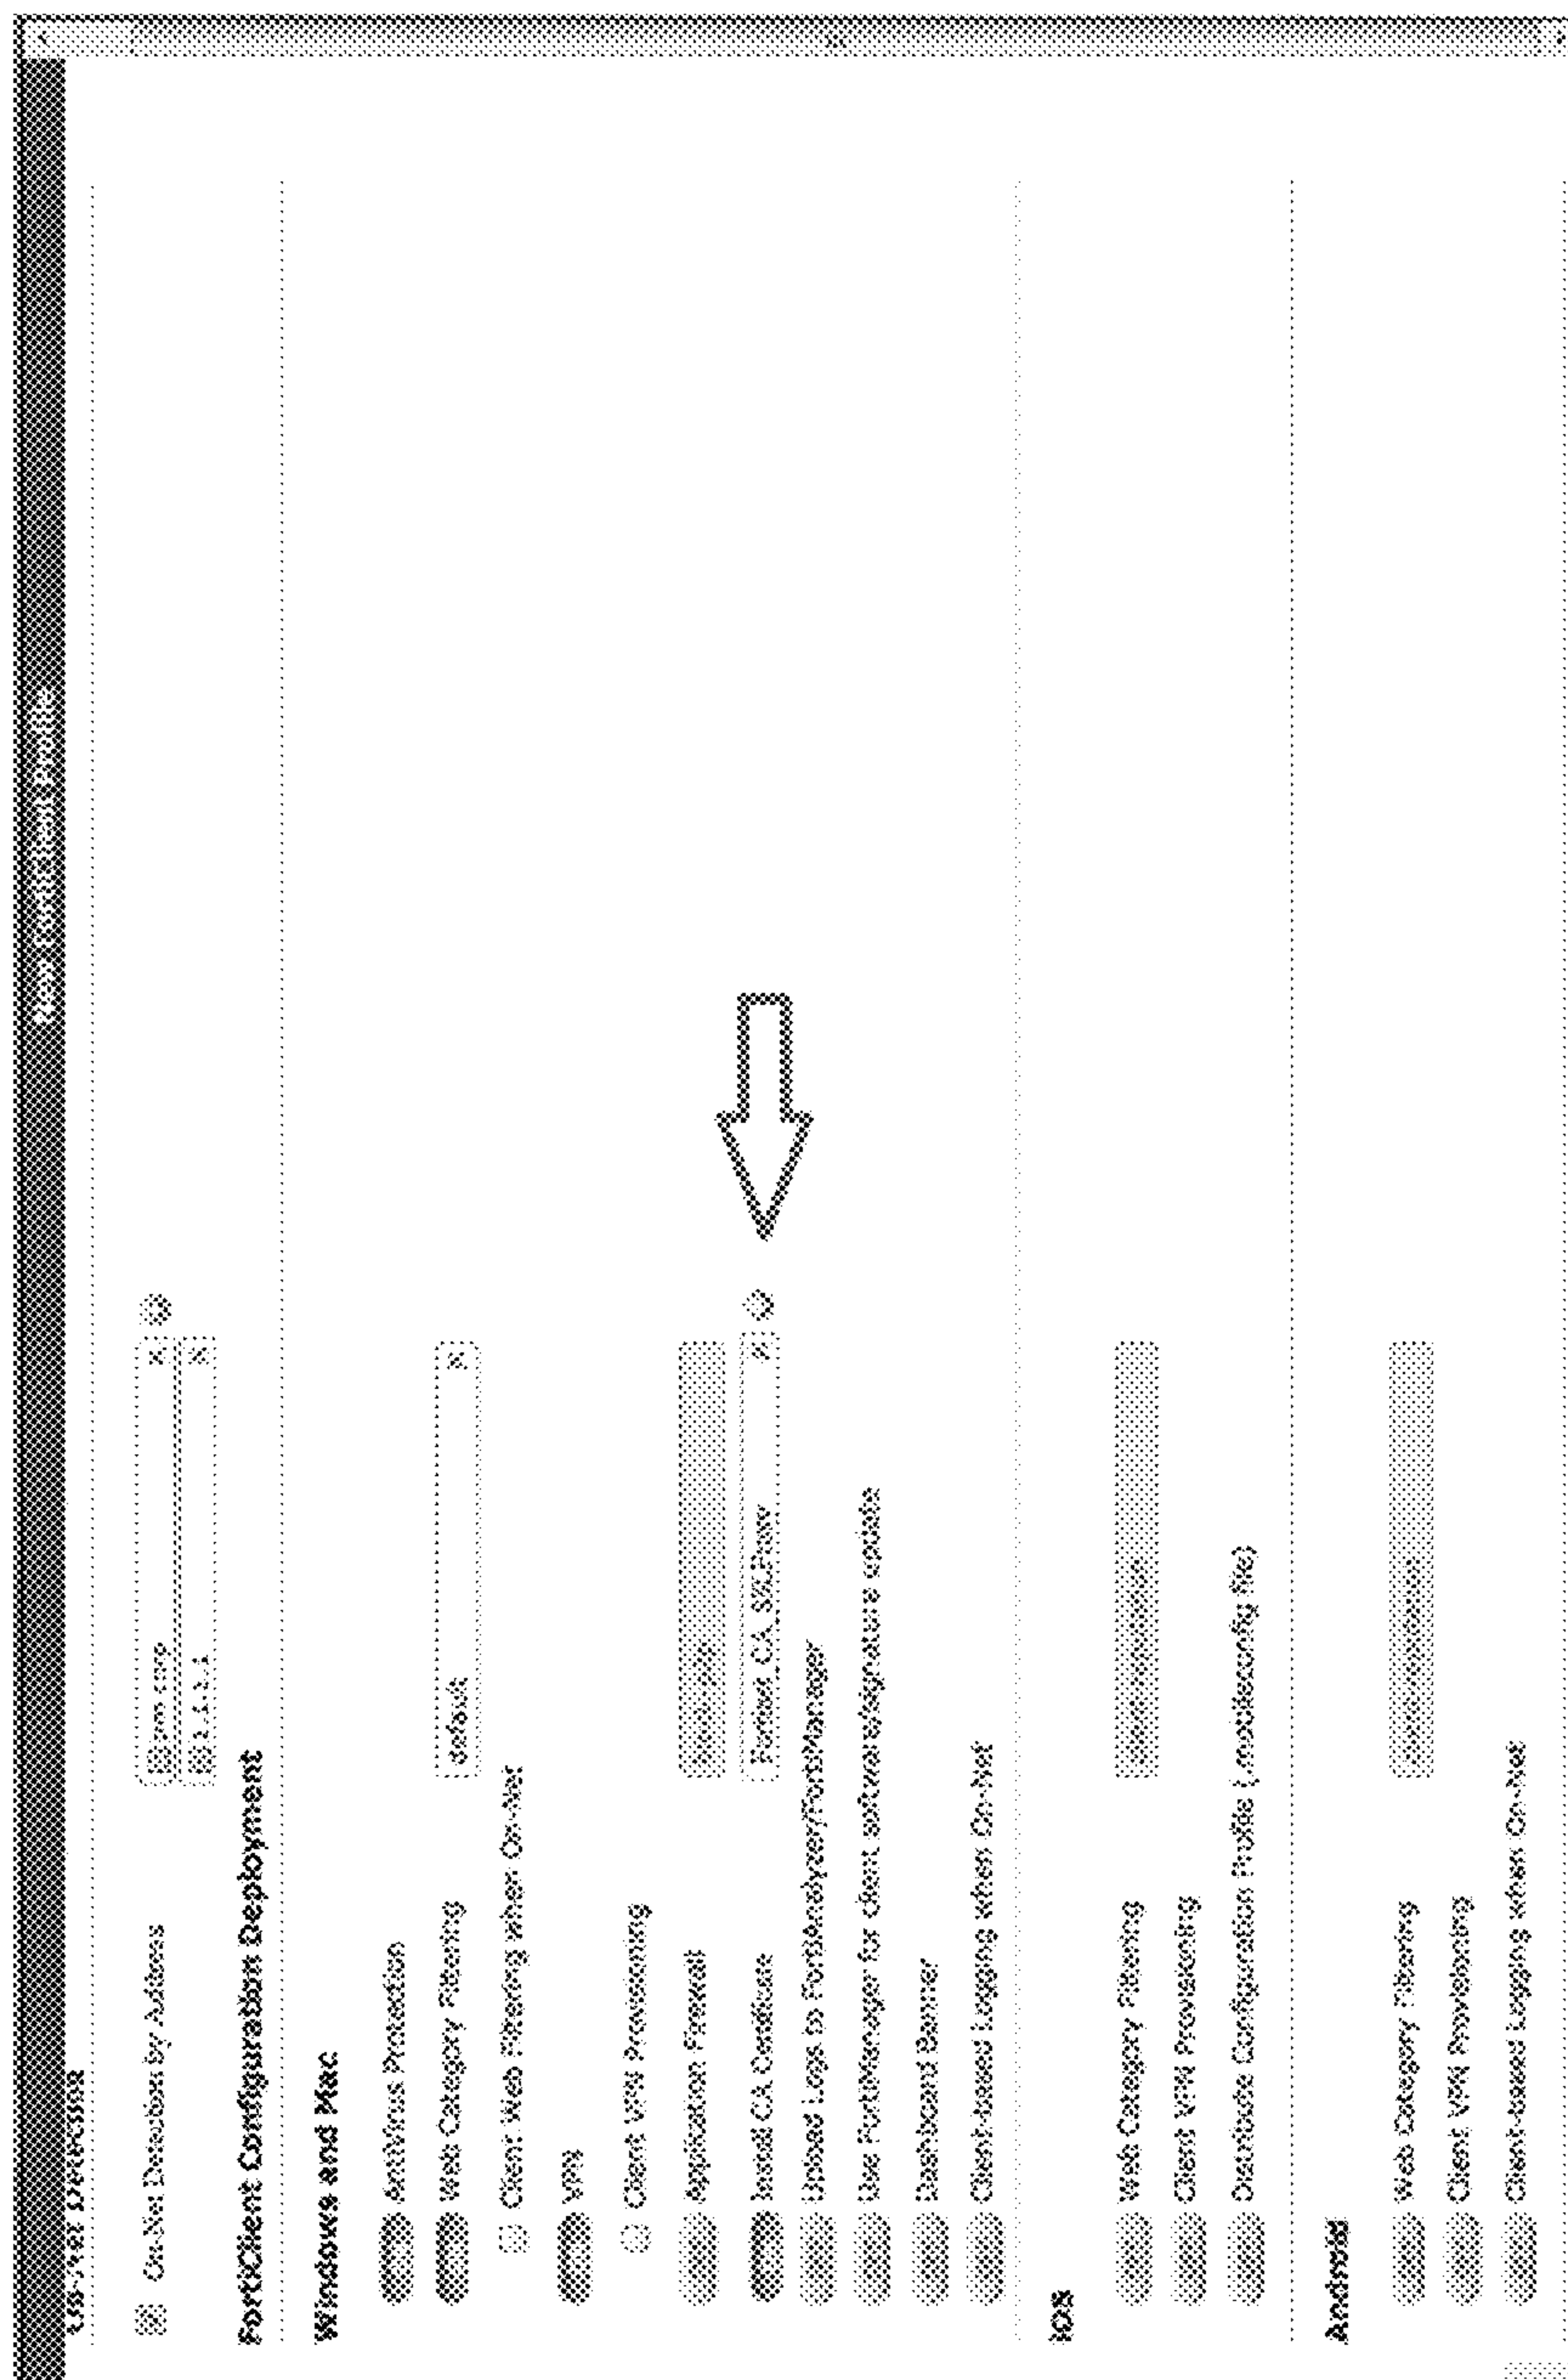 New FortiClient Profile
On-Net Detection
On-Net Detection by Address
1.1.1.1
FortiClient Configuration Deployment
Windows and Mac
AntiVirus Protection
Web Category Filtering default
Client Web Filtering when On-Net
VPN
Client VPN Provisioning
Application Firewall
Install CA Certificate Fortinet_CA_SSLProxy
Upload Logs to FortiAnalyzer/FortiManager
Use FortiManager for client software/signature update
Dashboard Banner
Client-based Logging when On-Net
iOS
Web Category Filtering
Client VPN Provisioning
Distribute Configuration Profile (.mobileconfig file)
Android
Web Category Filtering
Client VPN Provisioning
Client-based Logging when On-Net